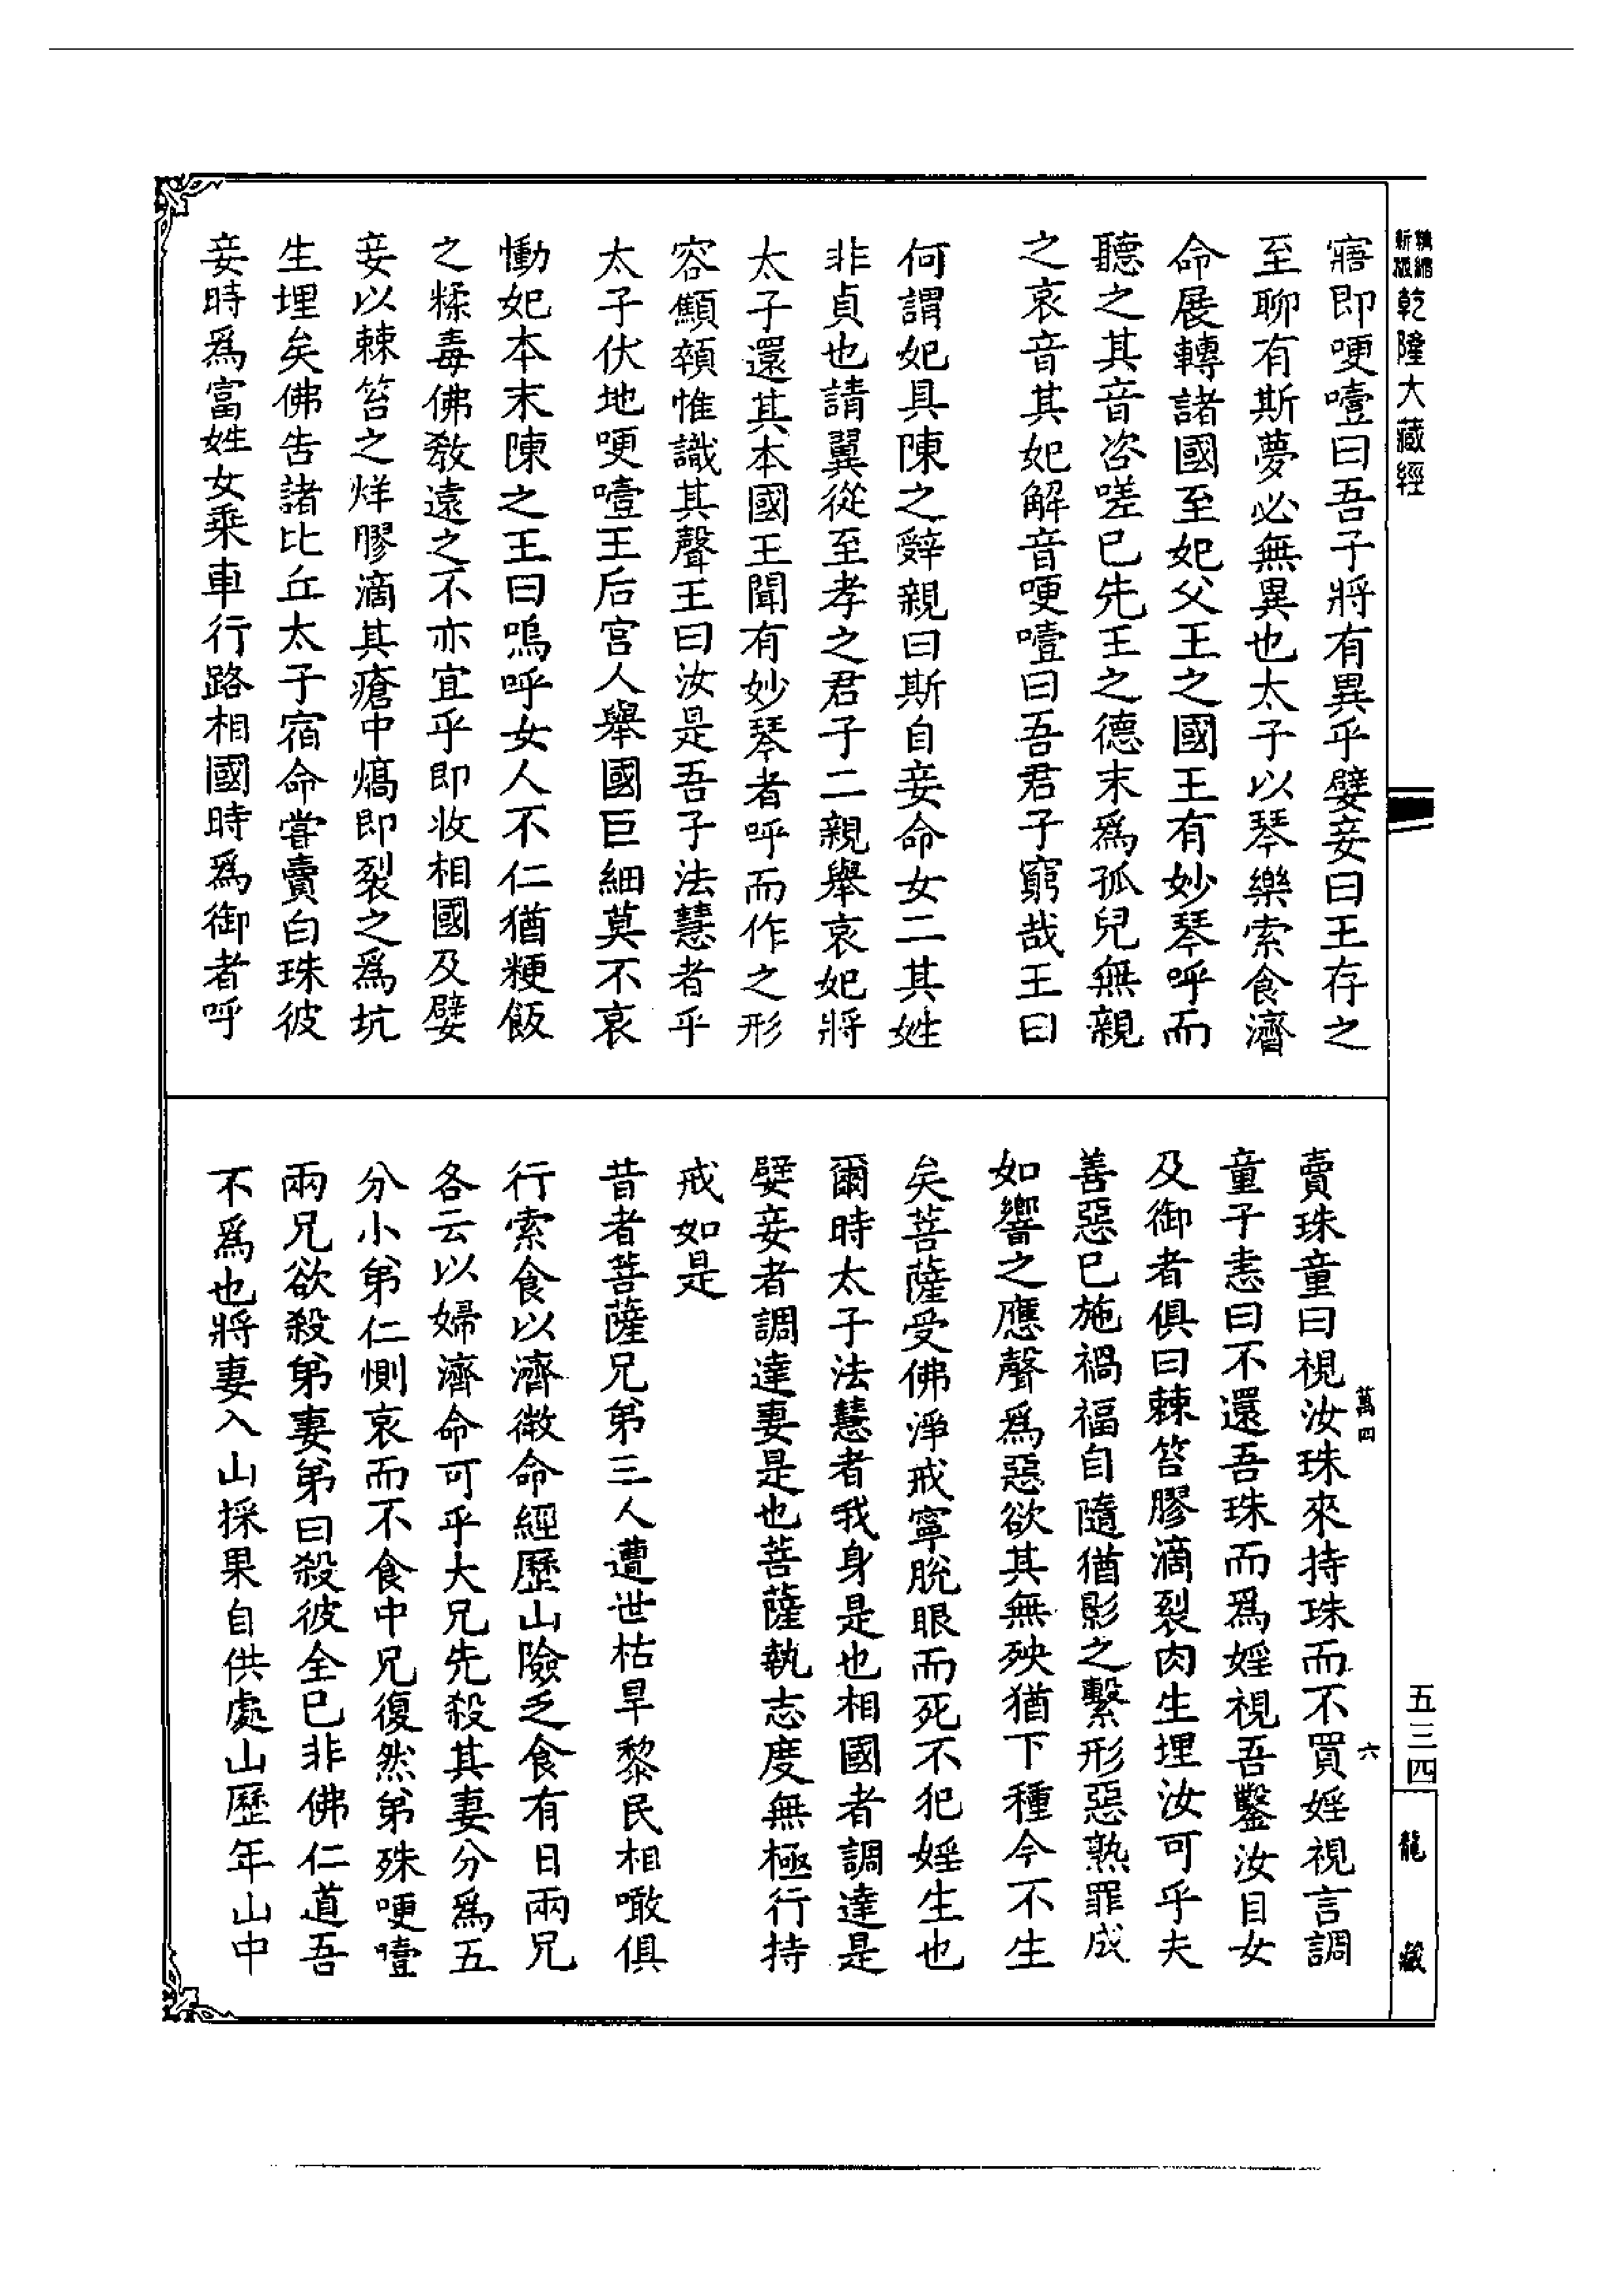 精縮新版乾隆大藏經
寤即哽噎曰吾子將有異乎嬖妾曰王存之
至聊有斯夢必無異也太子以琴樂索食濟
命展轉諸國至妃父王之國王有妙琴呼而
聽之其音咨嗟已先王之德末爲孤兒無親
之哀音其妃解音哽噎曰吾君子窮哉王曰
何謂妃具陳之辭親曰斯自妾命女二其姓
非貞也請翼從至孝之君子二親舉哀妃將
太子還其本國王聞有妙琴者呼而作之形
容顦顇惟識其聲王曰汝是吾子法慧者乎
太子伏地哽噎王后宮人舉國巨細莫不哀
慟妃本末陳之王曰嗚呼女人不仁猶粳飯
之糅毒佛教遠之不亦宜乎即收相國及嬖
妾以棘笞之烊膠滴其瘡中熇即裂之爲坑
生埋矣佛告諸比丘太子宿命嘗賣白珠彼
妾時爲富姓女乘車行路相國時爲御者呼
賣珠童曰視汝珠來持珠而不買婬視言調
童子恚曰不還吾珠而爲婬視吾鑿汝目女
及御者俱曰棘笞膠滴裂肉生埋汝可乎夫
善惡已施禍福自隨猶影之繫形惡熟罪成
如響之應聲爲惡欲其無殃猶下種今不生
矣菩薩受佛淨戒寧脫眼而死不犯婬生也
爾時太子法慧者我身是也相國者調達是
嬖妾者調達妻是也菩薩執志度無極行持
戒如是
昔者菩薩兄弟三人遭世枯旱黎民相噉俱
行索食以濟微命經歷山險乏食有日兩兄
各云以婦濟命可乎大兄先殺其妻分爲五
分小弟仁惻哀而不食中兄復然弟殊哽噎
兩兄欲殺弟妻弟曰殺彼全已非佛仁道吾
不爲也將妻入山採果自供處山歷年山中
萬四
六
五三四
龍藏